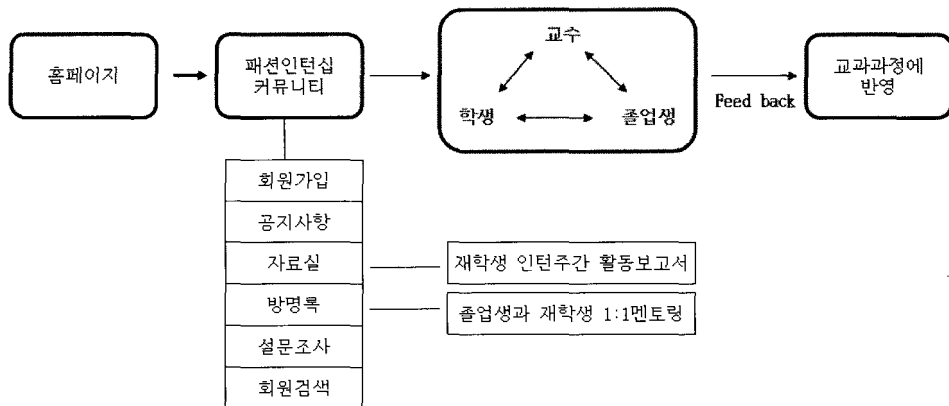 홈페이지
패션인턴십
커뮤니티
교수
학생
졸업생
Feed back
교과과정에
반영
회원가입
공지사항
자료실
재학생 인턴주간 활동보고서
방명록
졸업생과 재학생 1:1멘토링
설문조사
회원검색